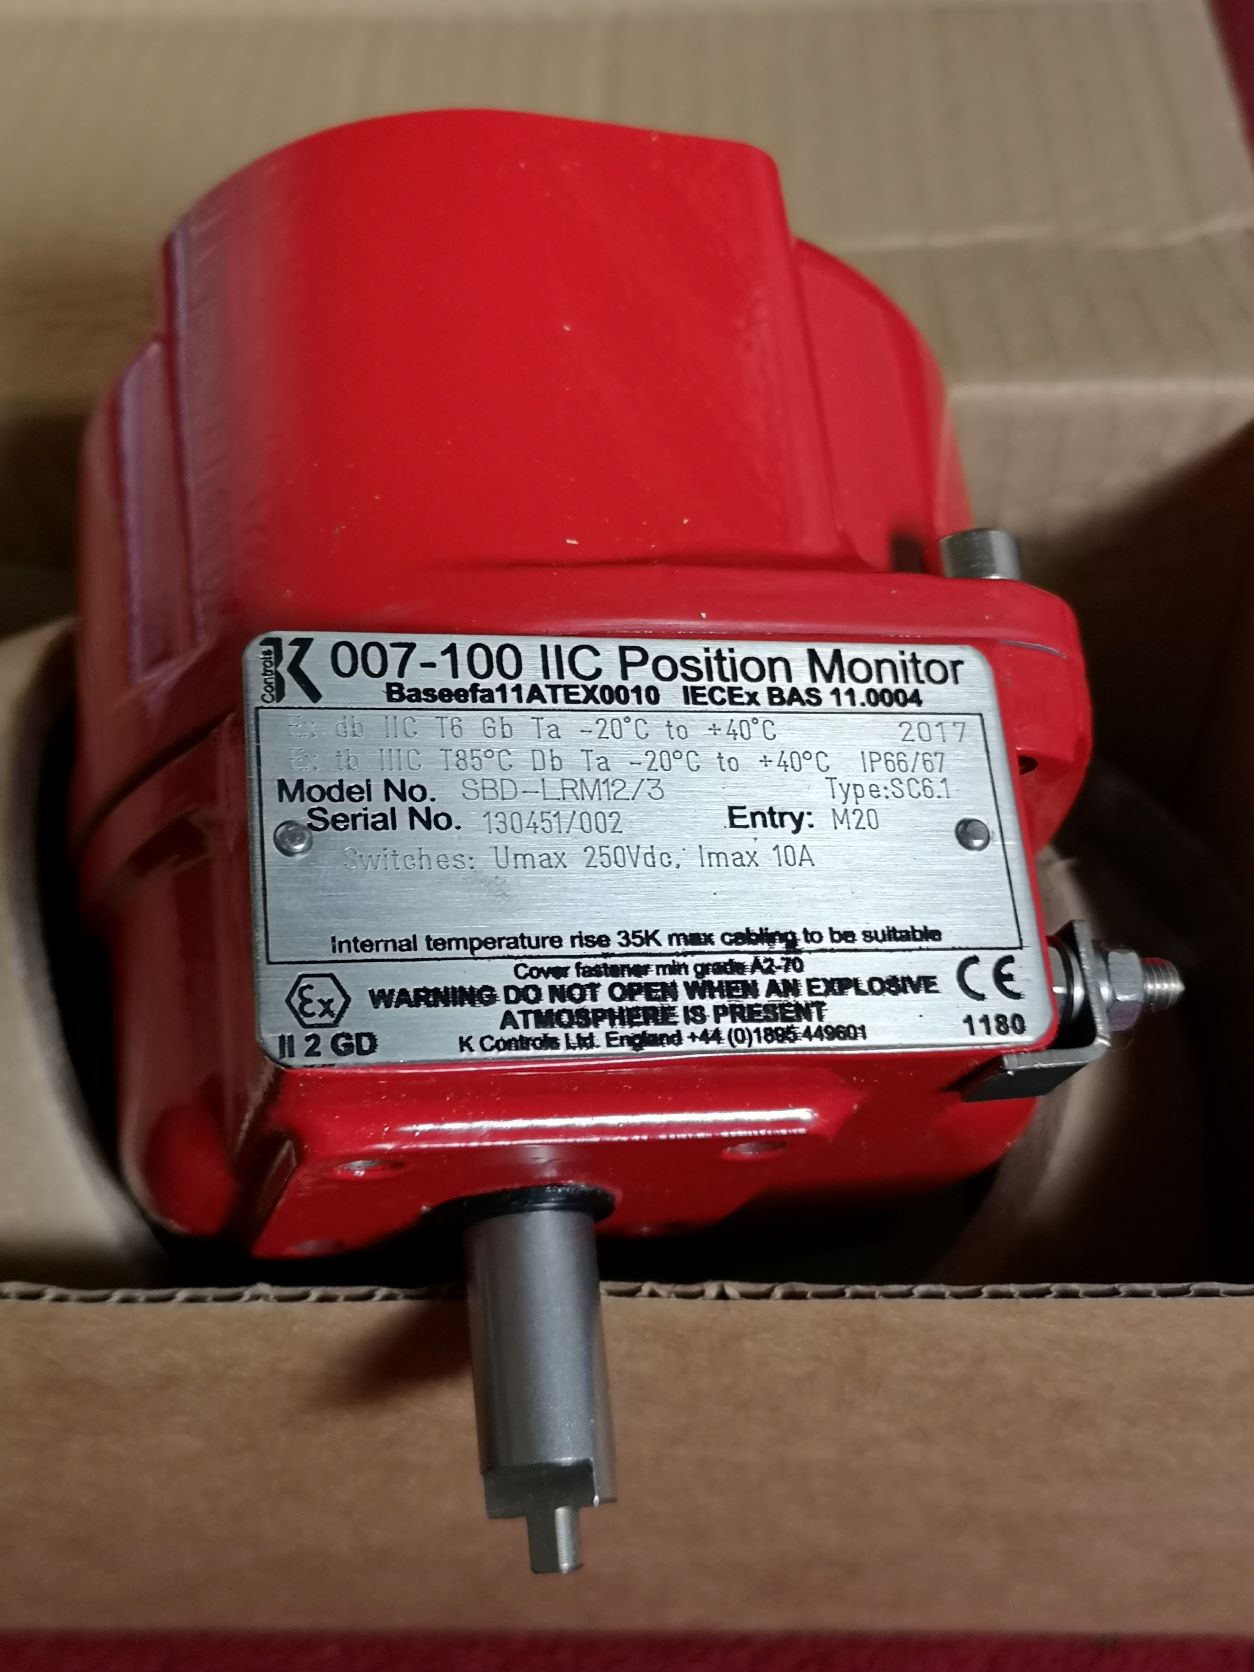 K Controls 007-100 IIC Position Monitor
Baseefa11ATEX0010 IECEx BAS 11.0004
Ex db IIC T6 Gb Ta -20°C to +40°C 2017
Ex tb IIIC T85°C Db Ta -20°C to +40°C IP66/67
Model No. SBD-LRM12/3 Type:SC6.1
Serial No. 130451/002 Entry: M20
Switches: Umax 250Vdc, Imax 10A
Internal temperature rise 35K max cabling to be suitable
Cover fastener min grade A2-70
Ex WARNING DO NOT OPEN WHEN AN EXPLOSIVE CE
ATMOSPHERE IS PRESENT
II 2 GD K Controls Ltd. England +44 (0)1895 449601 1180